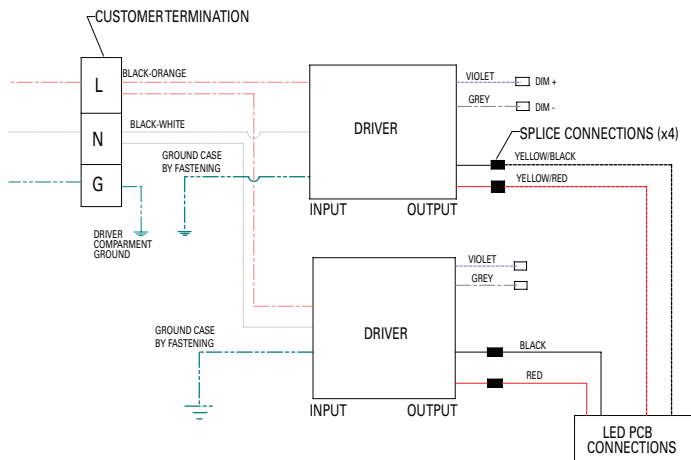 CUSTOMER TERMINATION
L
BLACK-ORANGE
N
BLACK-WHITE
G
DRIVER
COMPARMENT
GROUND
GROUND CASE
BY FASTENING
DRIVER
INPUT
OUTPUT
VIOLET
DIM +
GREY
DIM -
SPLICE CONNECTIONS (x4)
YELLOW/BLACK
YELLOW/RED
GROUND CASE
BY FASTENING
DRIVER
INPUT
OUTPUT
VIOLET
GREY
BLACK
RED
LED PCB
CONNECTIONS